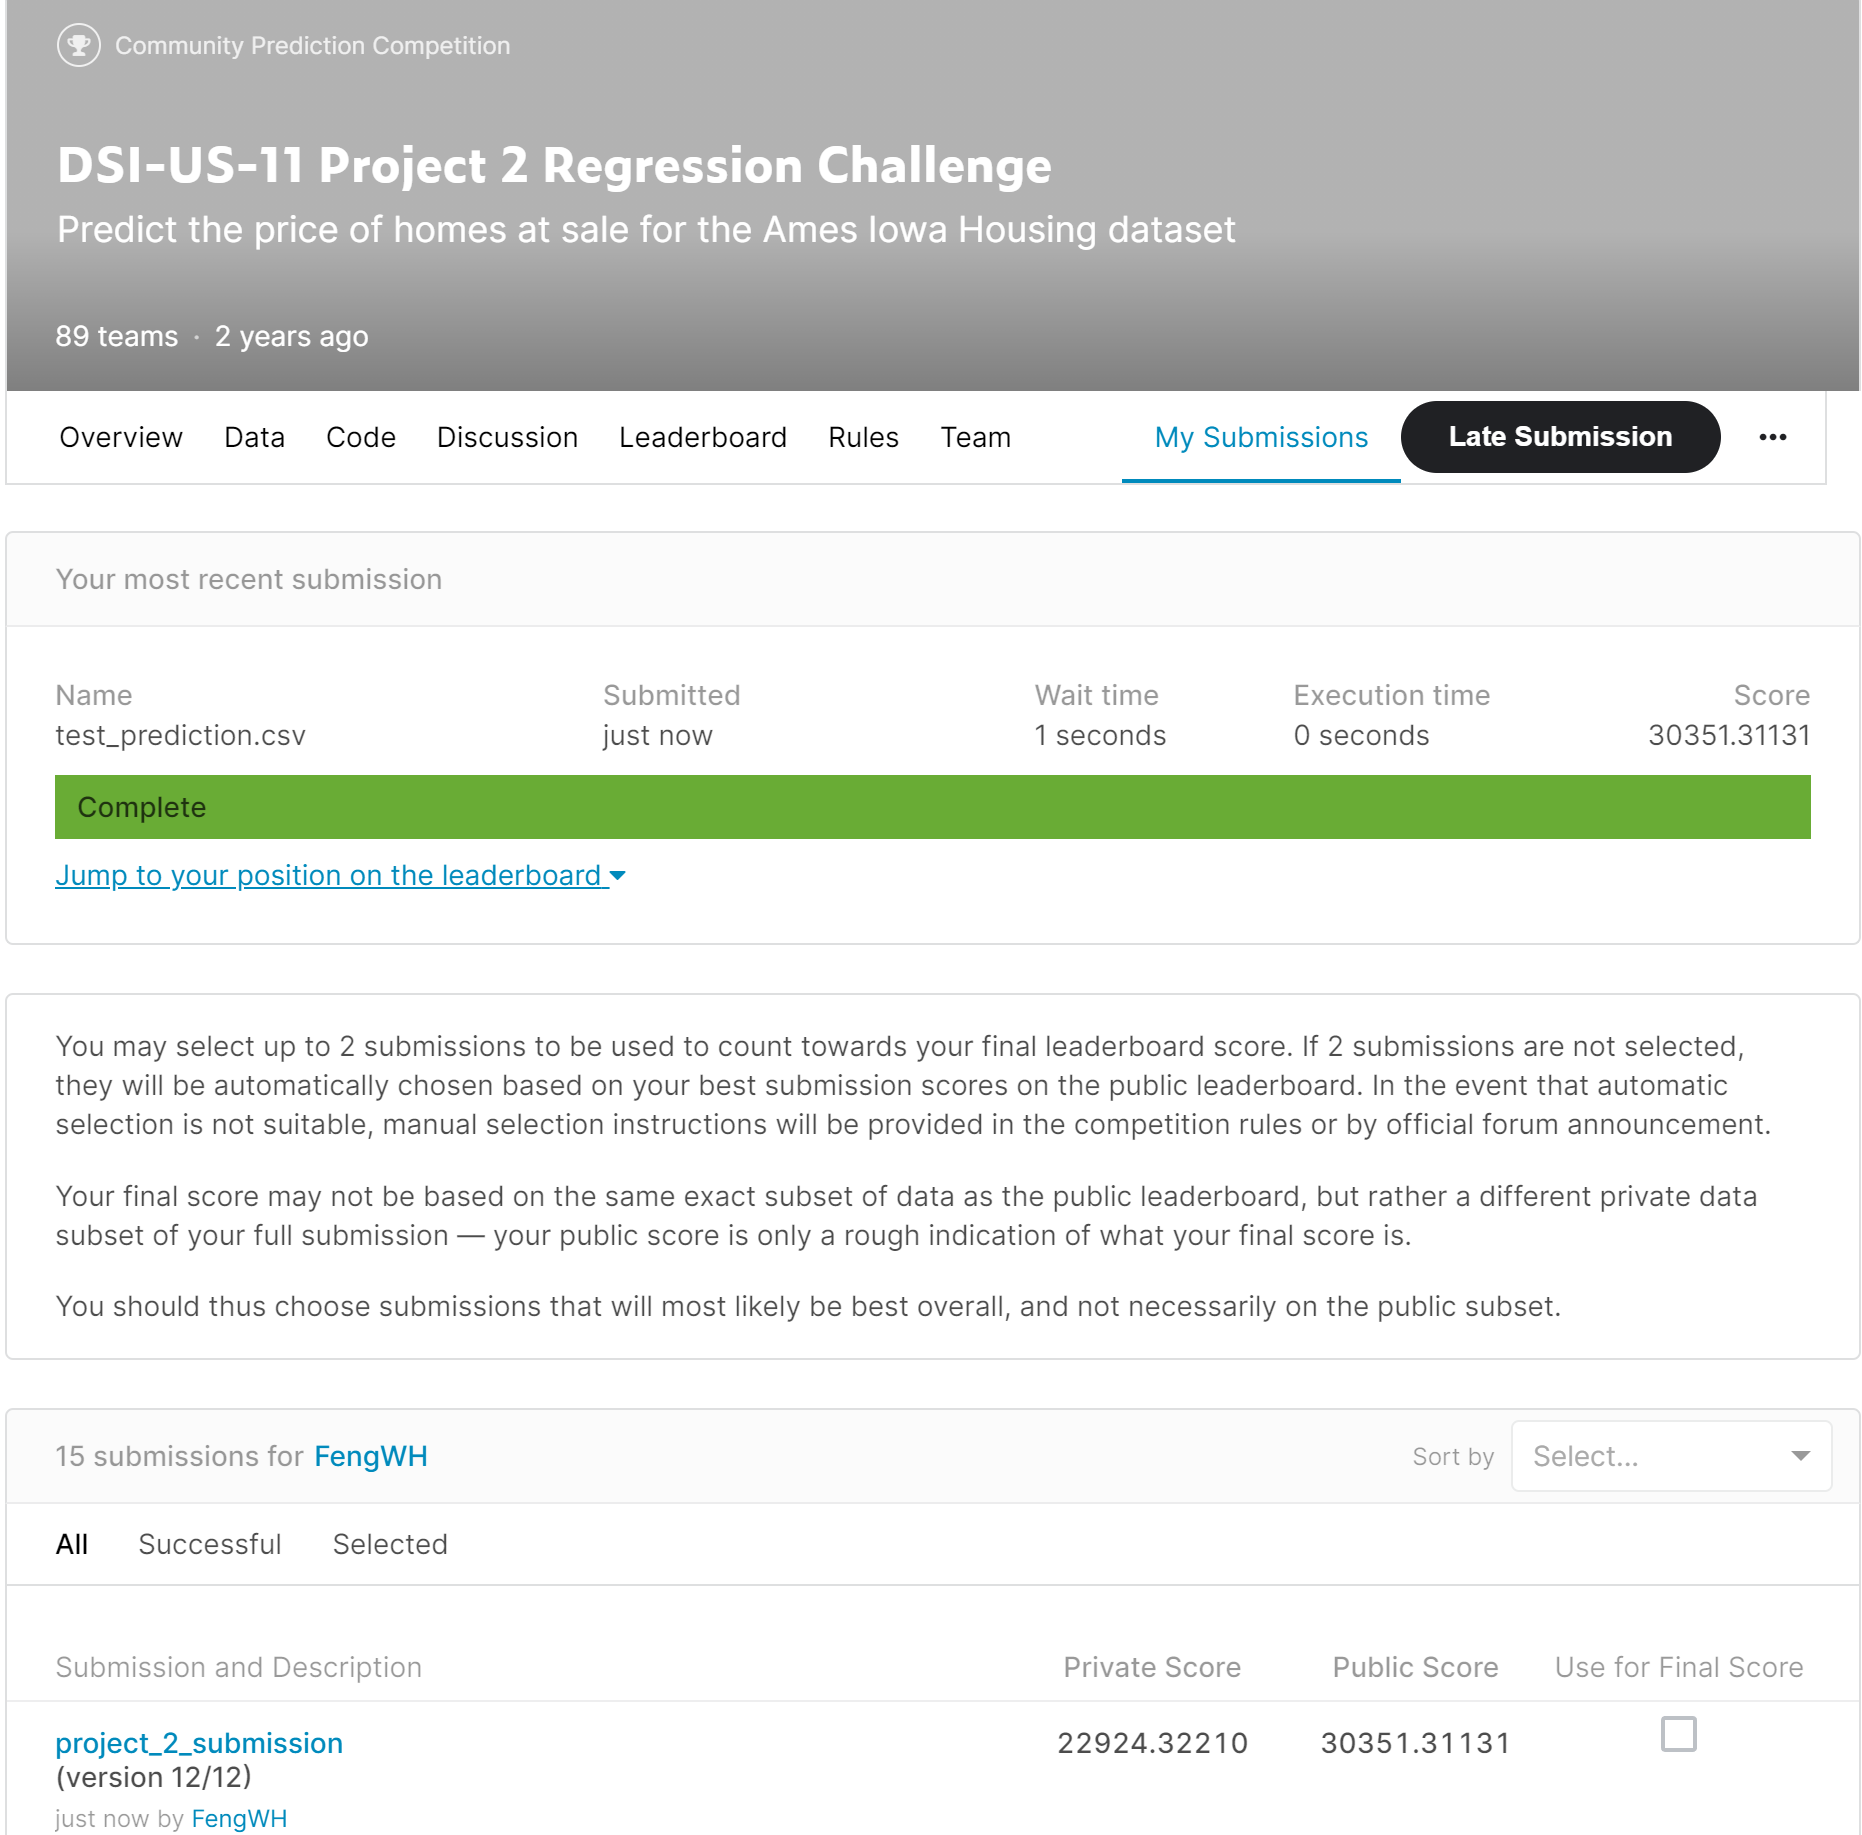 Community Prediction Competition
DSI-US-11 Project 2 Regression Challenge
Predict the price of homes at sale for the Ames Iowa Housing dataset
89 teams · 2 years ago
Overview Data Code Discussion Leaderboard Rules Team My Submissions Late Submission •••
Your most recent submission
Name Submitted Wait time Execution time Score
test_prediction.csv just now 1 seconds 0 seconds 30351.31131
Complete
Jump to your position on the leaderboard
You may select up to 2 submissions to be used to count towards your final leaderboard score. If 2 submissions are not selected,
they will be automatically chosen based on your best submission scores on the public leaderboard. In the event that automatic
selection is not suitable, manual selection instructions will be provided in the competition rules or by official forum announcement.
Your final score may not be based on the same exact subset of data as the public leaderboard, but rather a different private data
subset of your full submission — your public score is only a rough indication of what your final score is.
You should thus choose submissions that will most likely be best overall, and not necessarily on the public subset.
15 submissions for FengWH Sort by Select...
All Successful Selected
Submission and Description Private Score Public Score Use for Final Score
project_2_submission 22924.32210 30351.31131
(version 12/12)
just now by FengWH